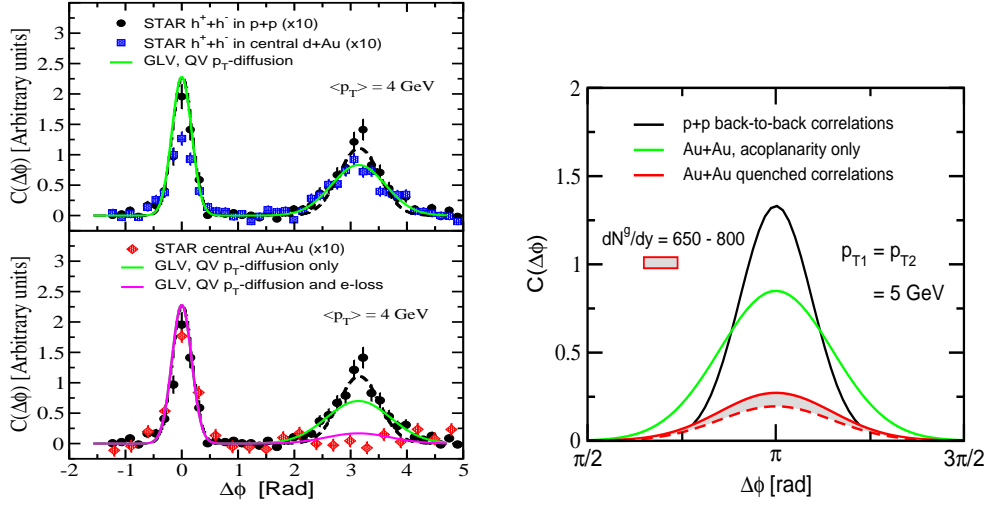 C(Δϕ) [Arbitrary units]
3
2.5
2
1.5
1
0.5
0
STAR h⁺+h⁻ in p+p (x10)
STAR h⁺+h⁻ in central d+Au (x10)
GLV, QV p_T-diffusion
<p_T> = 4 GeV
C(Δϕ) [Arbitrary units]
3
2.5
2
1.5
1
0.5
0
STAR central Au+Au (x10)
GLV, QV p_T-diffusion only
GLV, QV p_T-diffusion and e-loss
<p_T> = 4 GeV
-2 -1 0 1 2 3 4 5
Δϕ [Rad]
C(Δϕ)
2
1.5
1
0.5
0
p+p back-to-back correlations
Au+Au, acoplanarity only
Au+Au quenched correlations
dN^g/dy = 650 - 800
p_T1 = p_T2
= 5 GeV
π/2 π 3π/2
Δϕ [rad]